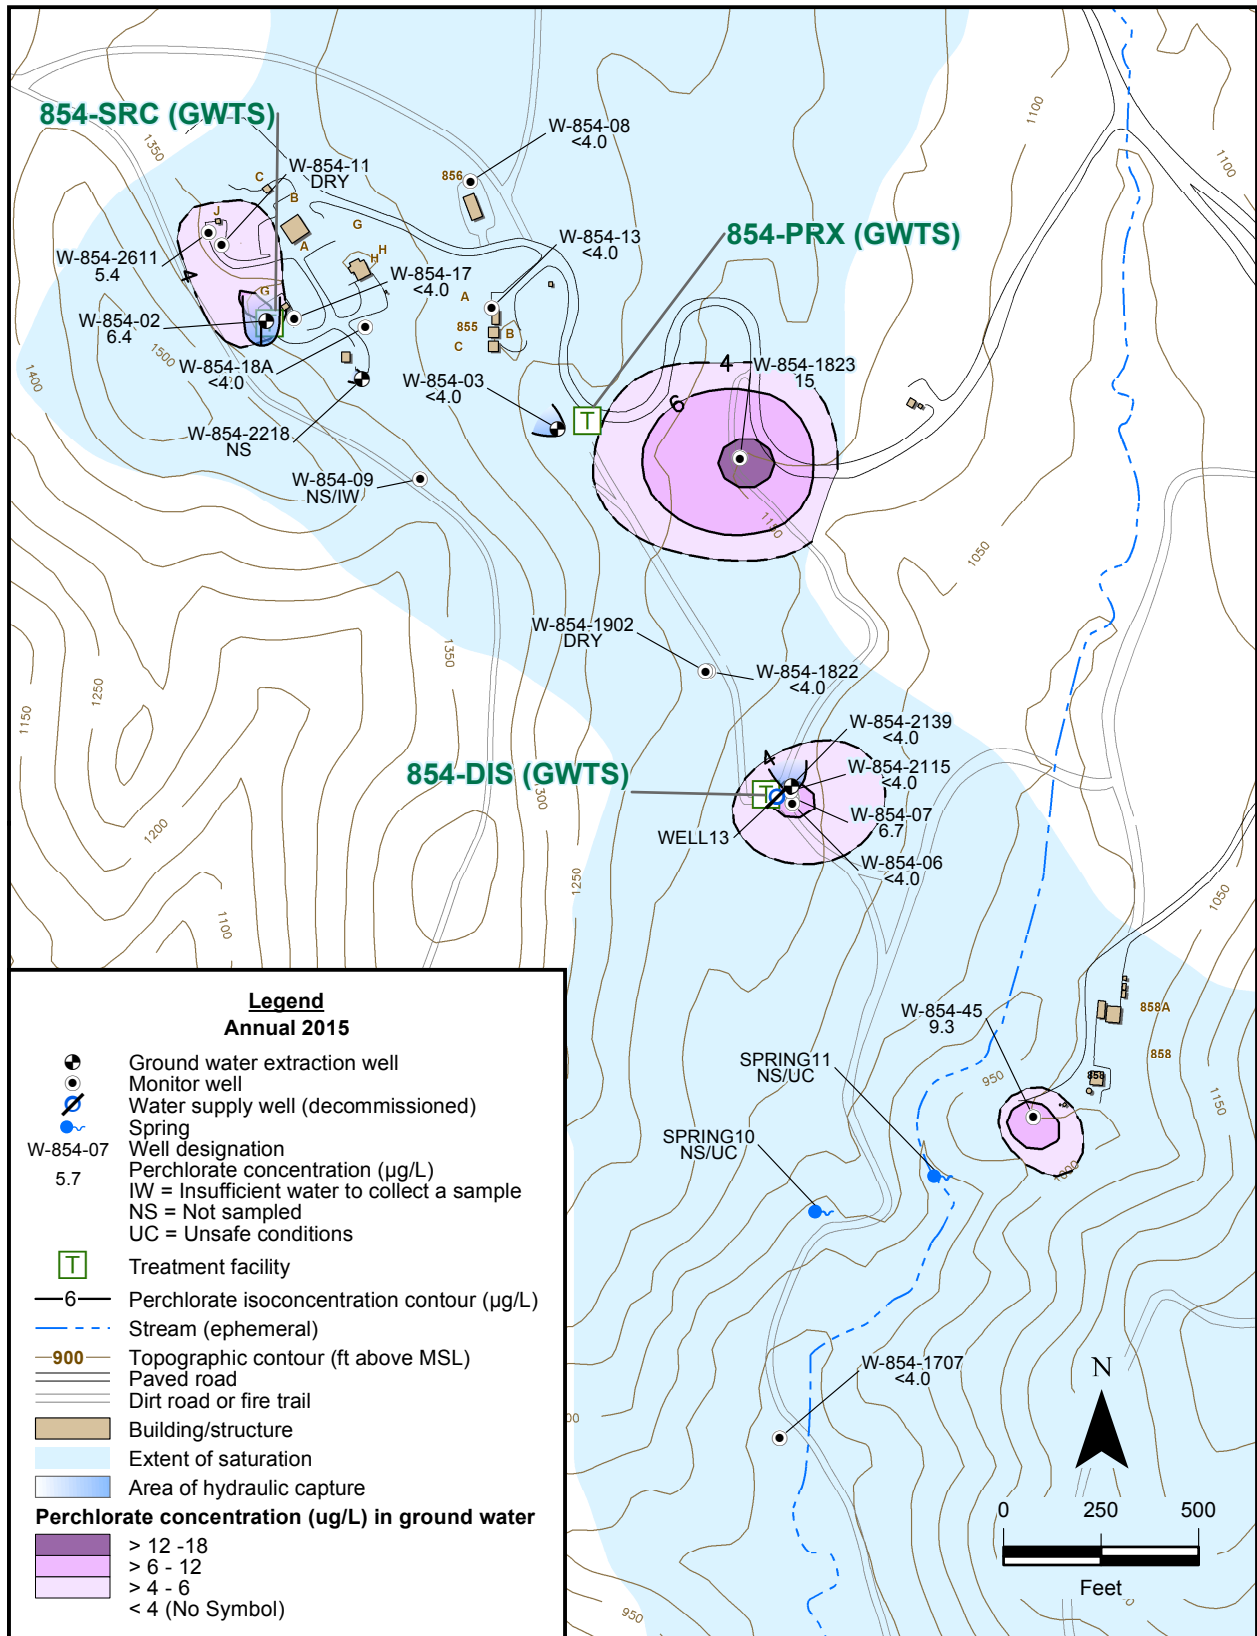 854-SRC (GWTS)
W-854-08
<4.0
1100
1100
1350
W-854-11
DRY
856
C
B
J
G
A
H
H
W-854-13
<4.0
854-PRX (GWTS)
W-854-2611
5.4
4
W-854-17
<4.0
G
A
855
B
C
W-854-02
6.4
1500
1400
W-854-18A
<4.0
W-854-03
<4.0
T
4
W-854-1823
15
6
W-854-2218
NS
W-854-09
NS/IW
1150
1050
W-854-1902
DRY
1350
W-854-1822
<4.0
1250
1150
W-854-2139
<4.0
854-DIS (GWTS)
4
T
W-854-2115
<4.0
W-854-07
6.7
WELL13
W-854-06
<4.0
1300
1200
1250
1100
1050
W-854-45
9.3
858A
858
858
SPRING11
NS/UC
950
1150
SPRING10
NS/UC
1000
W-854-1707
<4.0
950
N
0 250 500
Feet
Legend
Annual 2015
Ground water extraction well
Monitor well
Water supply well (decommissioned)
Spring
W-854-07 Well designation
5.7 Perchlorate concentration (µg/L)
IW = Insufficient water to collect a sample
NS = Not sampled
UC = Unsafe conditions
T Treatment facility
6 Perchlorate isoconcentration contour (µg/L)
Stream (ephemeral)
900 Topographic contour (ft above MSL)
Paved road
Dirt road or fire trail
Building/structure
Extent of saturation
Area of hydraulic capture
Perchlorate concentration (ug/L) in ground water
> 12 -18
> 6 - 12
> 4 - 6
< 4 (No Symbol)